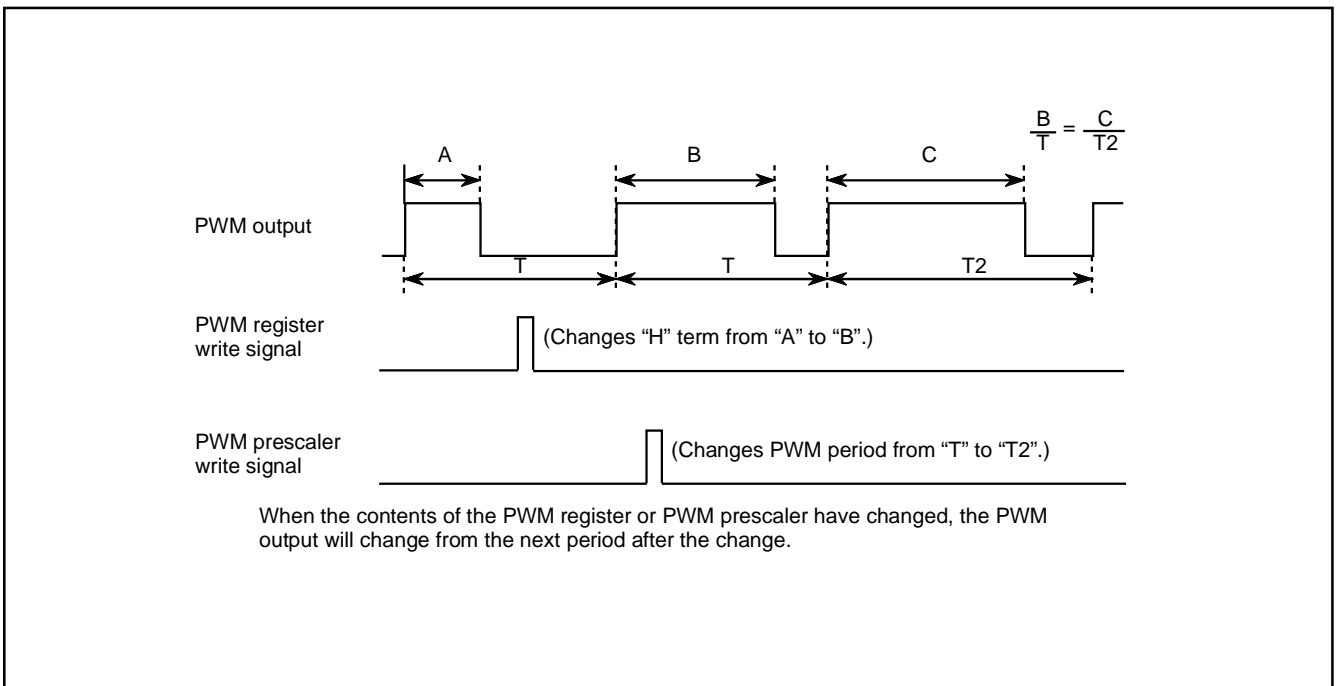 B = C
T T2
A B C
PWM output
T T T2
PWM register
write signal
(Changes “H” term from “A” to “B”.)
PWM prescaler
write signal
(Changes PWM period from “T” to “T2”.)
When the contents of the PWM register or PWM prescaler have changed, the PWM
output will change from the next period after the change.